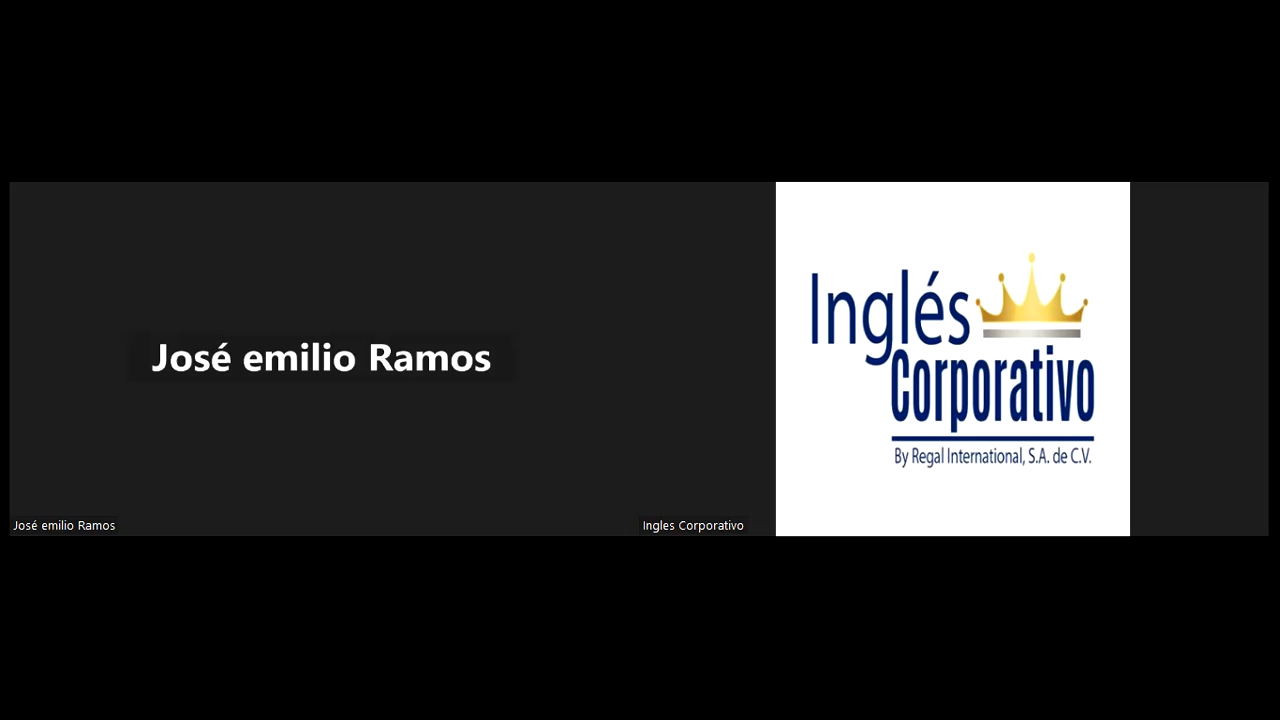 José emilio Ramos
José emilio Ramos
Inglés
Corporativo
By Regal International, S.A. de C.V.
Ingles Corporativo